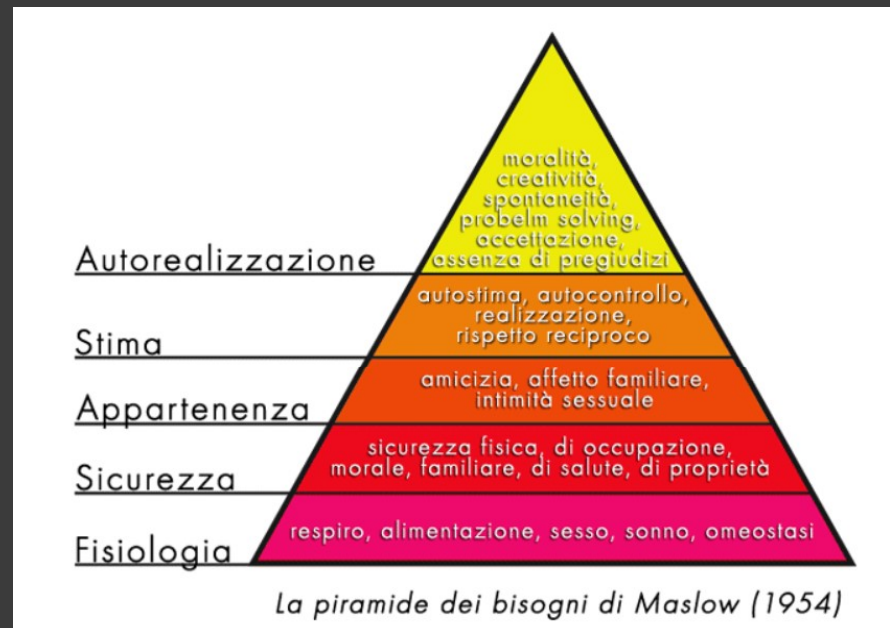 moralità,
creatività,
spontaneità,
probelm solving,
accettazione,
assenza di pregiudizi
Autorealizzazione
autostima, autocontrollo,
realizzazione,
rispetto reciproco
Stima
amicizia, affetto familiare,
intimità sessuale
Appartenenza
sicurezza fisica, di occupazione,
morale, familiare, di salute, di proprietà
Sicurezza
respiro, alimentazione, sesso, sonno, omeostasi
Fisiologia
La piramide dei bisogni di Maslow (1954)